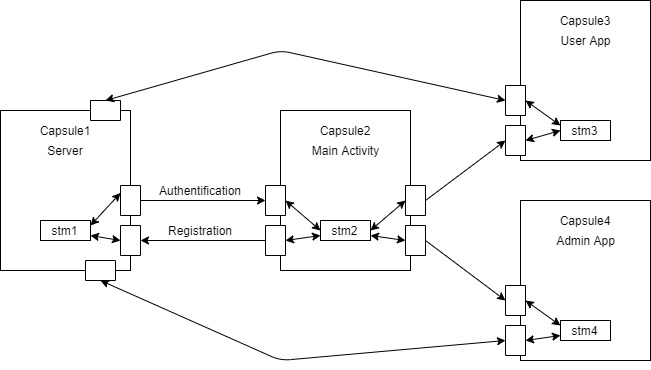 Capsule1
Server
stm1
Authentification
Registration
Capsule2
Main Activity
stm2
Capsule3
User App
stm3
Capsule4
Admin App
stm4